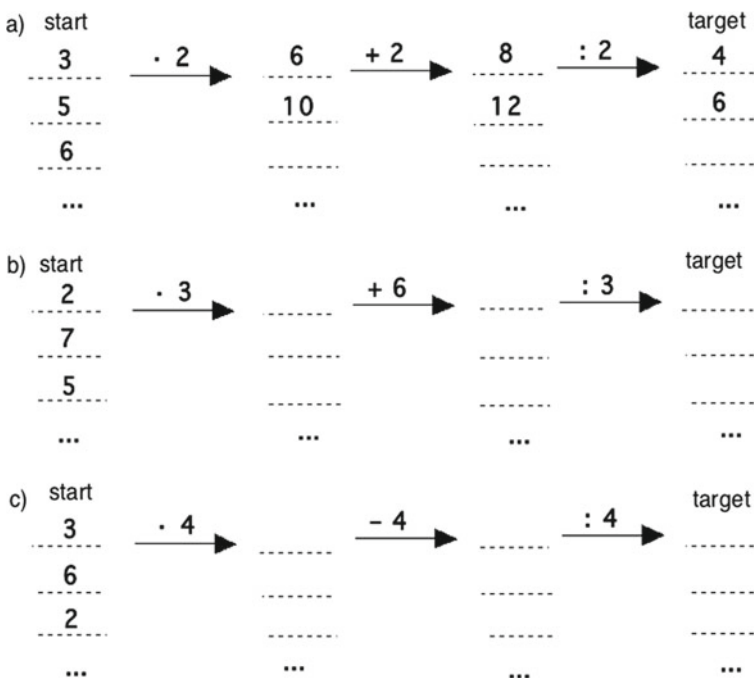 a) start target
3 · 2 6 + 2 8 : 2 4
5 10 12 6
6
... ... ... ...
b) start target
2 · 3 + 6 : 3
7
5
... ... ... ...
c) start target
3 · 4 – 4 : 4
6
2
... ... ... ...